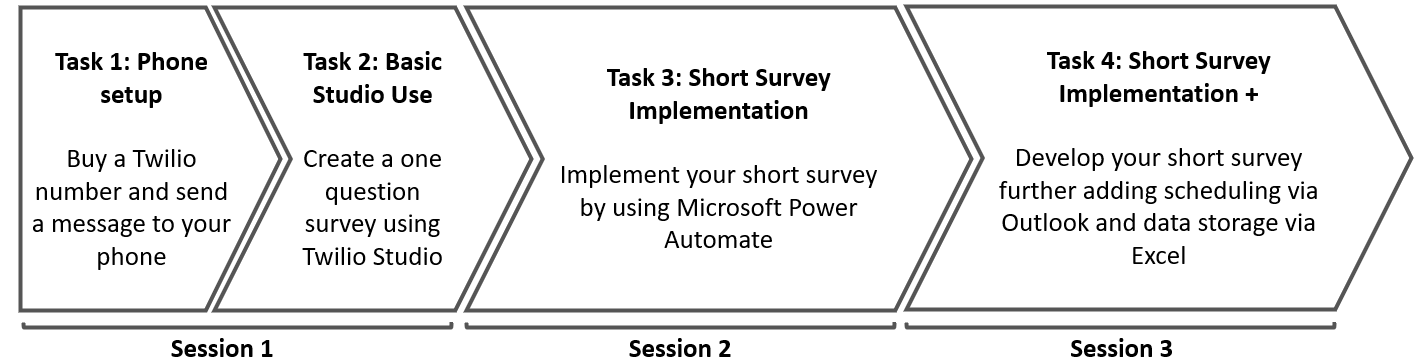 Task 1: Phone
setup
Buy a Twilio
number and send
a message to your
phone
Task 2: Basic
Studio Use
Create a one
question
survey using
Twilio Studio
Task 3: Short Survey
Implementation
Implement your short survey
by using Microsoft Power
Automate
Task 4: Short Survey
Implementation +
Develop your short survey
further adding scheduling via
Outlook and data storage via
Excel
Session 1
Session 2
Session 3